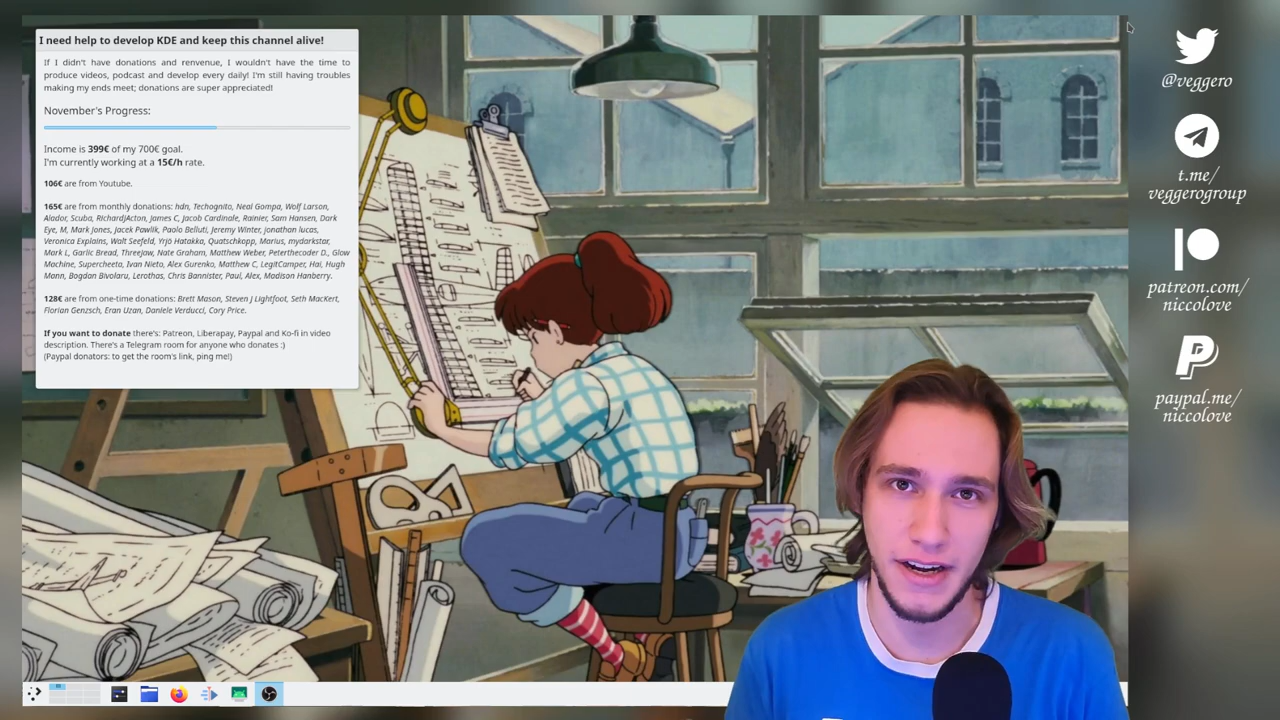 I need help to develop KDE and keep this channel alive!
If I didn't have donations and renvenue, I wouldn't have the time to
produce videos, podcast and develop every daily! I'm still having troubles
making my ends meet; donations are super appreciated!
November's Progress:
Income is 399€ of my 700€ goal.
I'm currently working at a 15€/h rate.
106€ are from Youtube.
165€ are from monthly donations: hdn, Techognito, Neal Gompa, Wolf Larson,
Alador, Scuba, RichardJActon, James C, Jacob Cardinale, Rainier, Sam Hansen, Dark
Eye, M, Mark Jones, Jacek Pawlik, Paolo Belluti, Jeremy Winter, jonathan lucas,
Veronica Explains, Walt Seefeld, Yrjö Hatakka, Quatschkopp, Marius, mydarkstar,
Mark L, Garlic Bread, ThreeJaw, Nate Graham, Matthew Weber, Peterthecoder D., Glow
Machine, Supercheeta, Ivan Nieto, Alex Gurenko, Matthew C, LegitCamper, Hai, Hugh
Mann, Bogdan Bivolaru, Lerothas, Chris Bannister, Paul, Alex, Madison Hanberry.
128€ are from one-time donations: Brett Mason, Steven J Lightfoot, Seth MacKert,
Florian Genzsch, Eran Uzan, Daniele Verducci, Cory Price.
If you want to donate there's: Patreon, Liberapay, Paypal and Ko-fi in video
description. There's a Telegram room for anyone who donates :)
(Paypal donators: to get the room's link, ping me!)
@veggero
t.me/
veggerogroup
patreon.com/
niccolove
paypal.me/
niccolove